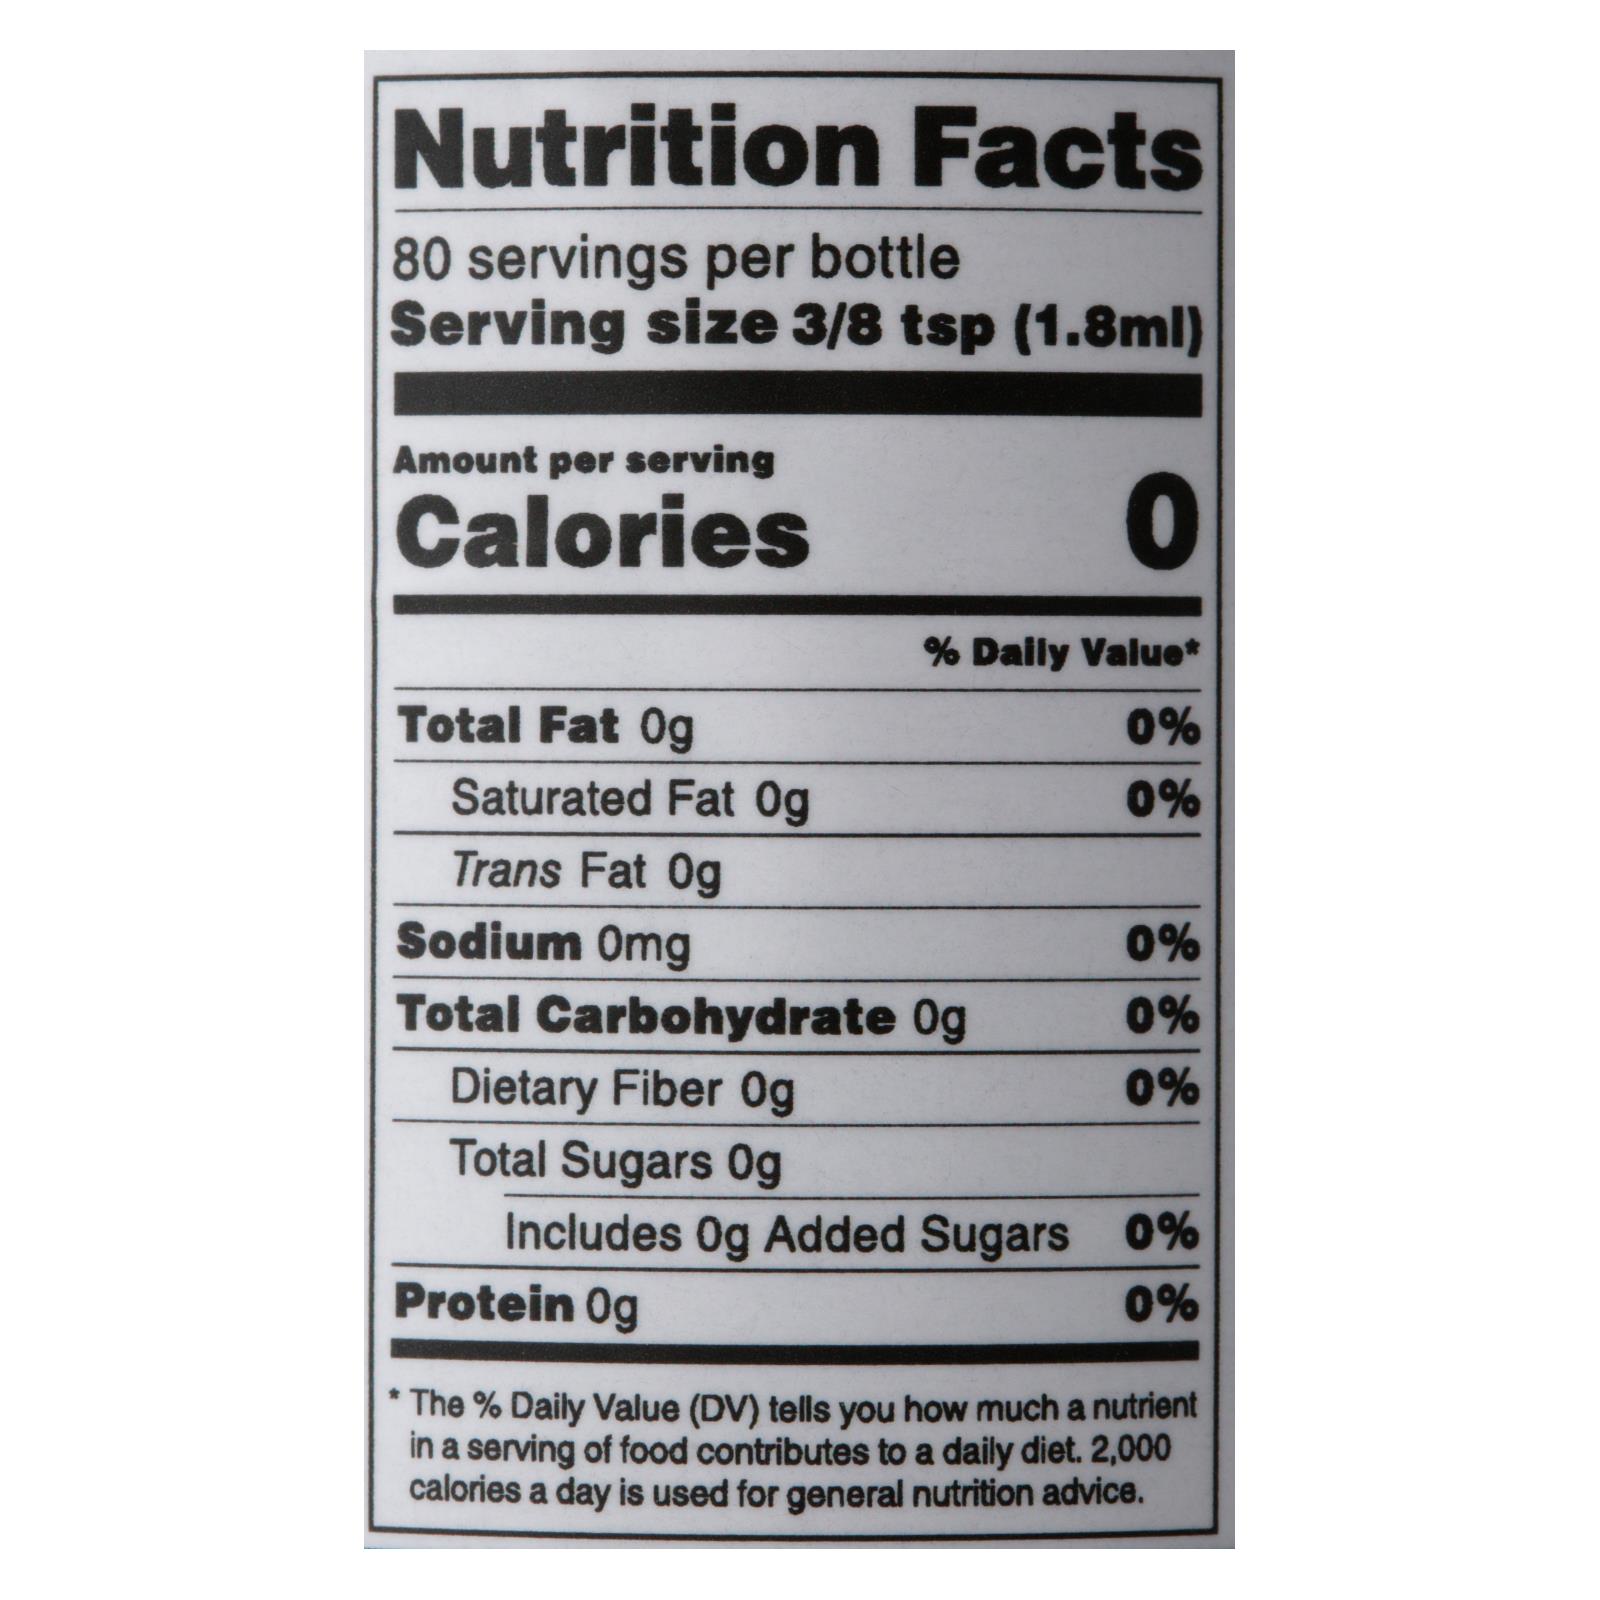 Nutrition Facts
80 servings per bottle
Serving size 3/8 tsp (1.8ml)
Amount per serving
Calories 0
% Daily Value*
Total Fat 0g 0%
Saturated Fat 0g 0%
Trans Fat 0g
Sodium 0mg 0%
Total Carbohydrate 0g 0%
Dietary Fiber 0g 0%
Total Sugars 0g
Includes 0g Added Sugars 0%
Protein 0g 0%
* The % Daily Value (DV) tells you how much a nutrient
in a serving of food contributes to a daily diet. 2,000
calories a day is used for general nutrition advice.